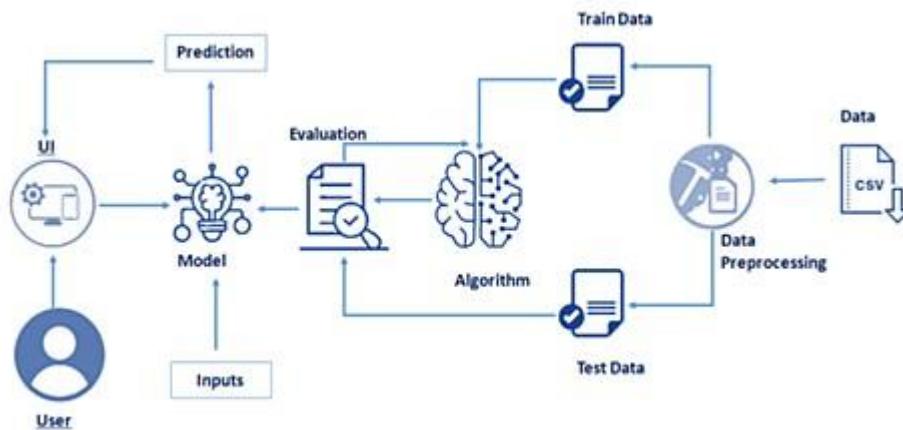 Train Data
Prediction
Evaluation
Data
UI
CSV
Model
Algorithm
Data
Preprocessing
Inputs
Test Data
User